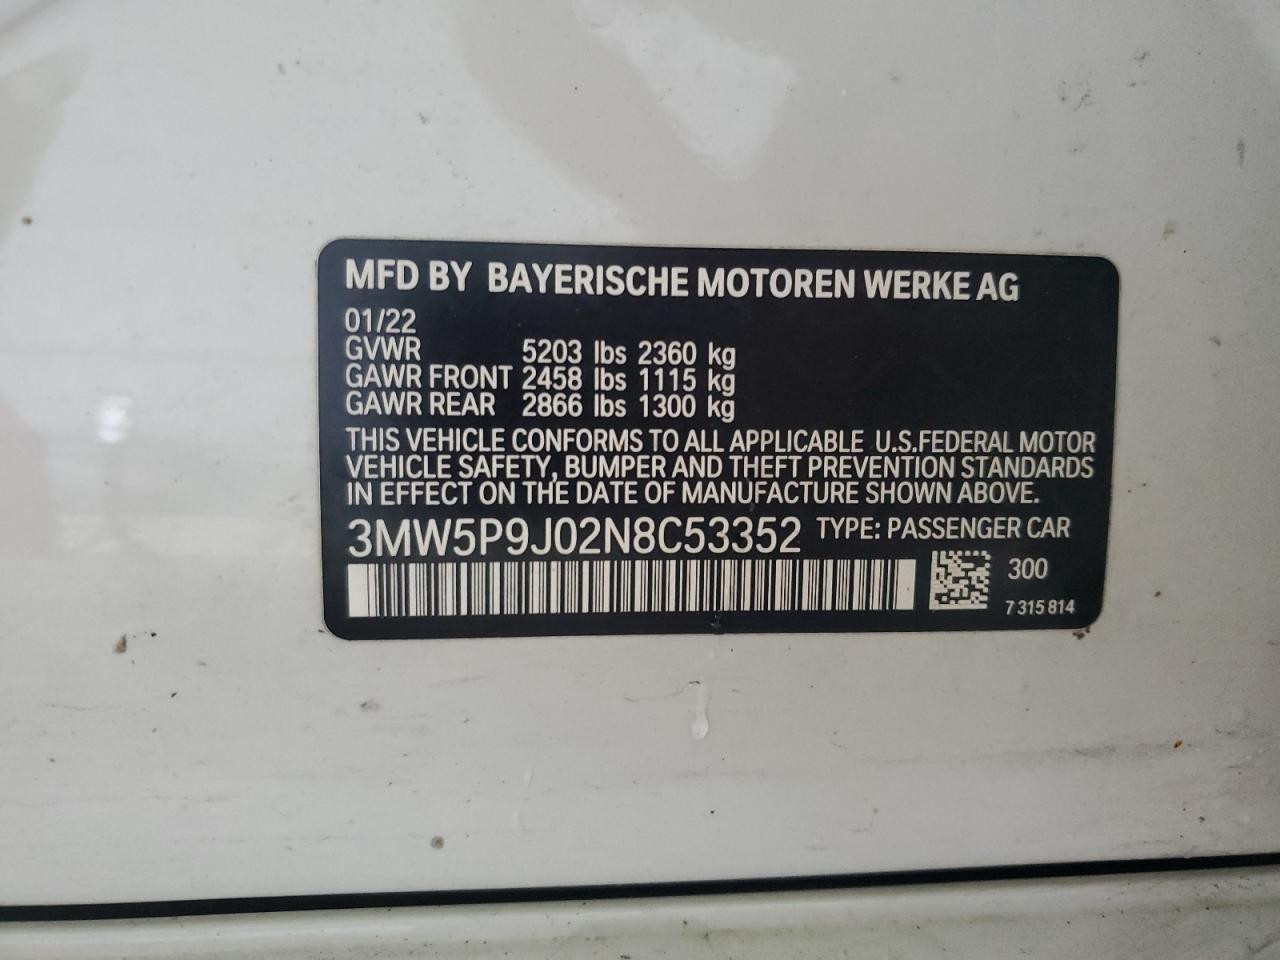 MFD BY BAYERISCHE MOTOREN WERKE AG
01/22
GVWR 5203 lbs 2360 kg
GAWR FRONT 2458 lbs 1115 kg
GAWR REAR 2866 lbs 1300 kg
THIS VEHICLE CONFORMS TO ALL APPLICABLE U.S.FEDERAL MOTOR
VEHICLE SAFETY, BUMPER AND THEFT PREVENTION STANDARDS
IN EFFECT ON THE DATE OF MANUFACTURE SHOWN ABOVE.
3MW5P9J02N8C53352 TYPE: PASSENGER CAR
300
7 315 814